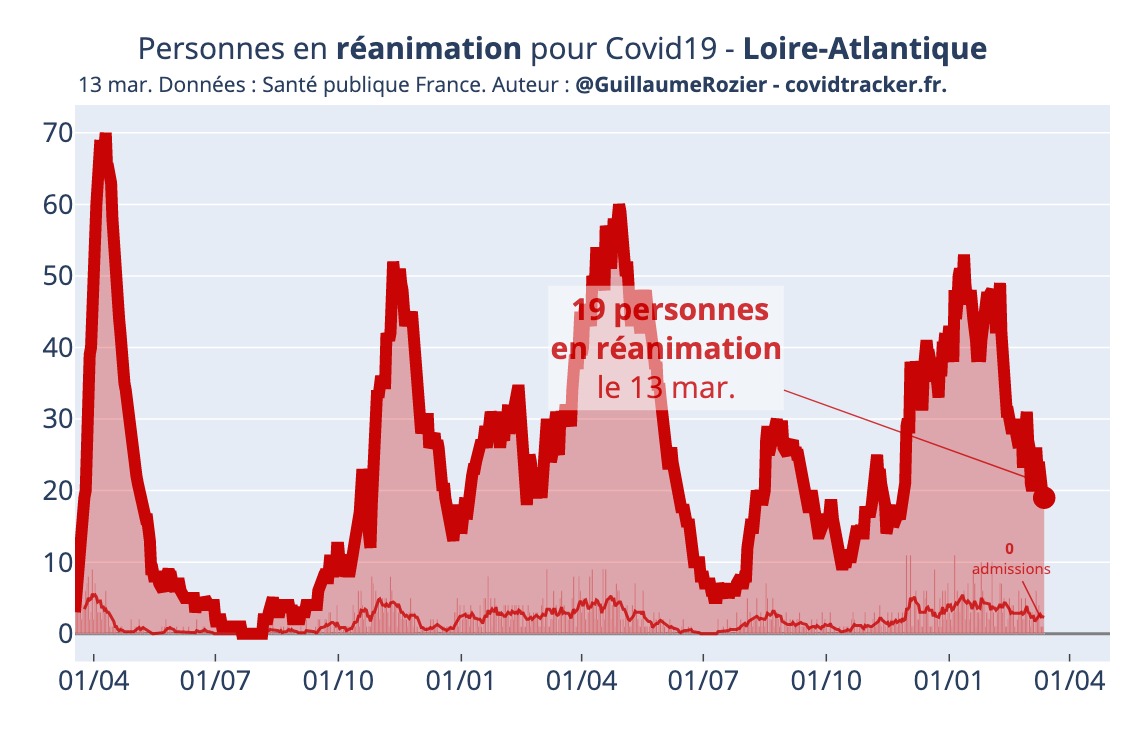 Personnes en réanimation pour Covid19 - Loire-Atlantique
13 mar. Données : Santé publique France. Auteur : @GuillaumeRozier - covidtracker.fr.
70
60
50
40
30
20
10
0
19 personnes
en réanimation
le 13 mar.
0
admissions
01/04 01/07 01/10 01/01 01/04 01/07 01/10 01/01 01/04